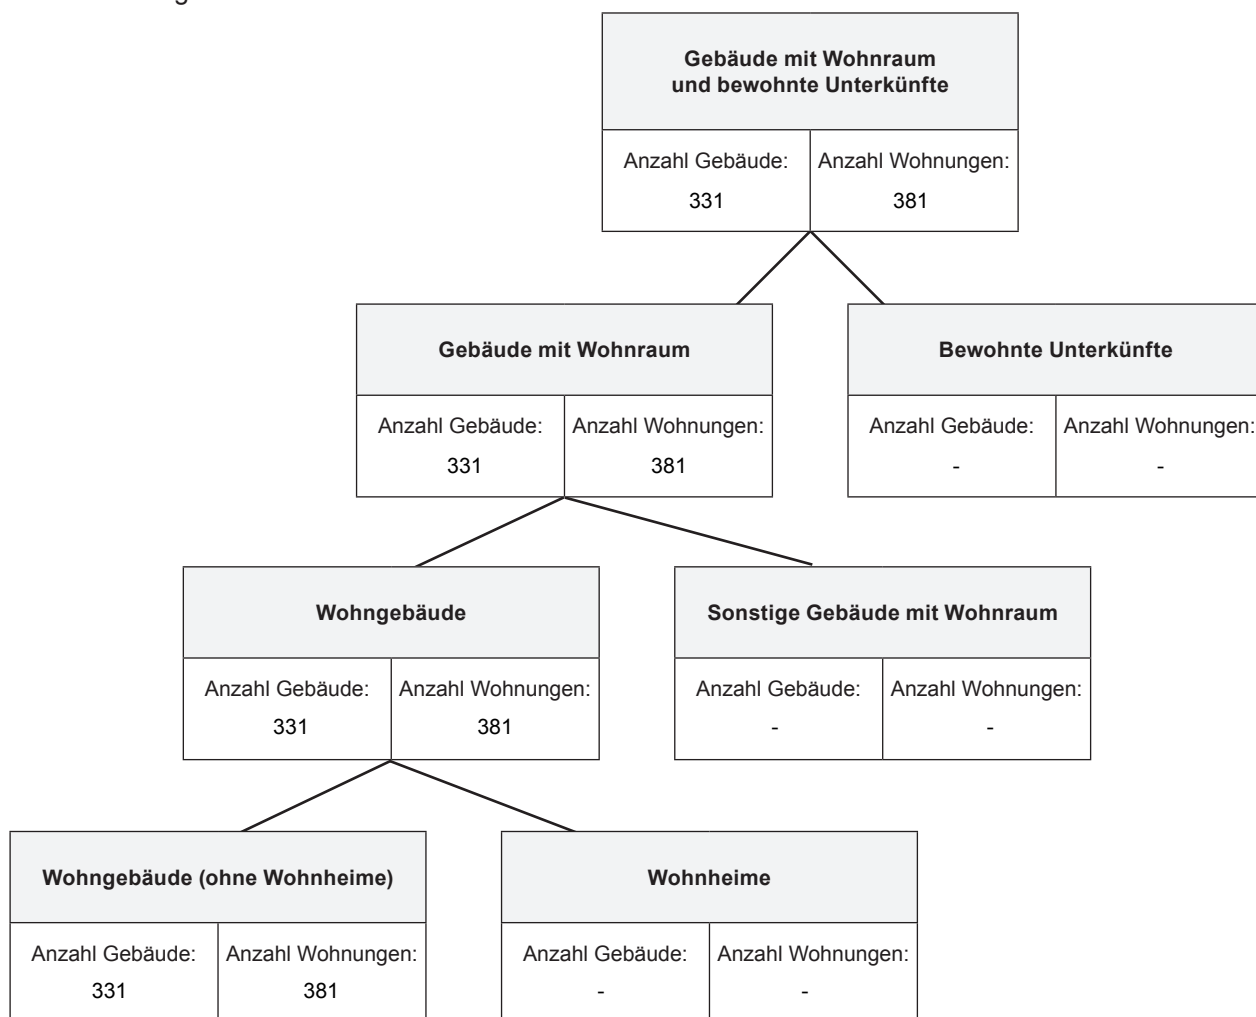 Gebäude mit Wohnraum
und bewohnte Unterkünfte
Anzahl Gebäude: Anzahl Wohnungen:
331 381
Gebäude mit Wohnraum
Anzahl Gebäude: Anzahl Wohnungen:
331 381
Bewohnte Unterkünfte
Anzahl Gebäude: Anzahl Wohnungen:
- -
Wohngebäude
Anzahl Gebäude: Anzahl Wohnungen:
331 381
Sonstige Gebäude mit Wohnraum
Anzahl Gebäude: Anzahl Wohnungen:
- -
Wohngebäude (ohne Wohnheime)
Anzahl Gebäude: Anzahl Wohnungen:
331 381
Wohnheime
Anzahl Gebäude: Anzahl Wohnungen:
- -